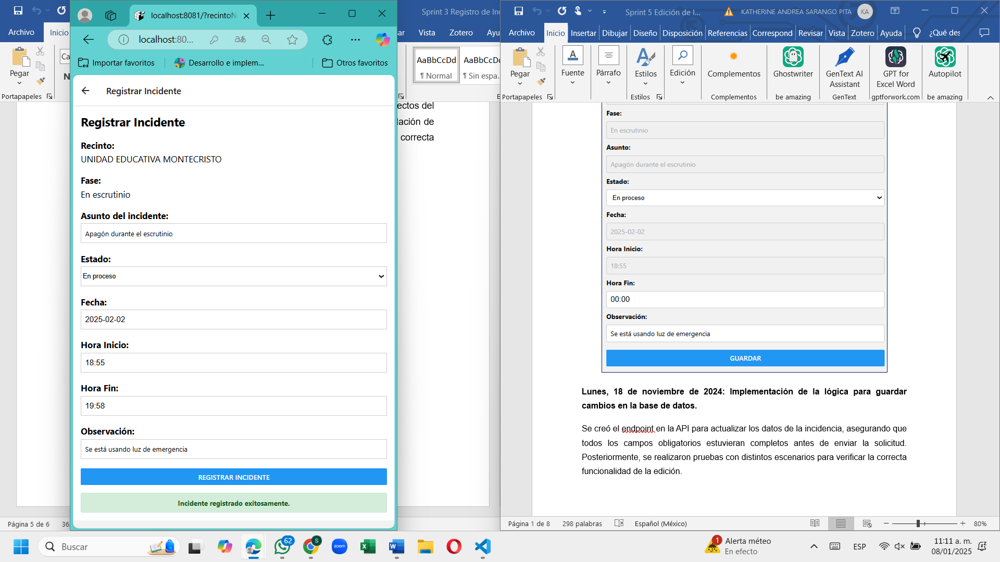 Sprint 3 Registro de Inc
Archivo
Inicio
ar
Vista
Zotero
Ayu
Pegar
Ca
N
Portapapeles
AaBbCcDd
¶ Normal
AaBbCcD
¶ Sin espa...
E
ectos del
lación de
correcta
Página 5 de 6
36
localhost:8081/?recintoN
localhost:80...
Importar favoritos
Desarrollo e implem...
Otros favoritos
Registrar Incidente
Registrar Incidente
Recinto:
UNIDAD EDUCATIVA MONTECRISTO
Fase:
En escrutinio
Asunto del incidente:
Apagón durante el escrutinio
Estado:
En proceso
Fecha:
2025-02-02
Hora Inicio:
18:55
Hora Fin:
19:58
Observación:
Se está usando luz de emergencia
REGISTRAR INCIDENTE
Incidente registrado exitosamente.
Sprint 5 Edición de I...
KATHERINE ANDREA SARANGO PITA
KA
Archivo
Inicio
Insertar
Dibujar
Diseño
Disposición
Referencias
Correspond
Revisar
Vista
Zotero
Ayuda
¿Qué des
Pegar
Fuente
Párrafo
Estilos
Edición
Complementos
Ghostwriter
GenText AI
Assistant
GPT for
Excel Word
Autopilot
Portapapeles
Estilos
Complementos
be amazing
GenText
gptforwork.com
be amazing
Fase:
En escrutinio
Asunto:
Apagón durante el escrutinio
Estado:
En proceso
Fecha:
2025-02-02
Hora Inicio:
18:55
Hora Fin:
00:00
Observación:
Se está usando luz de emergencia
GUARDAR
Lunes, 18 de noviembre de 2024: Implementación de la lógica para guardar
cambios en la base de datos.
Se creó el endpoint en la API para actualizar los datos de la incidencia, asegurando que
todos los campos obligatorios estuvieran completos antes de enviar la solicitud.
Posteriormente, se realizaron pruebas con distintos escenarios para verificar la correcta
funcionalidad de la edición.
Página 1 de 8
298 palabras
Español (México)
80%
Buscar
62
S
zoom
1
Alerta méteo
En efecto
ESP
11:11 a. m.
08/01/2025